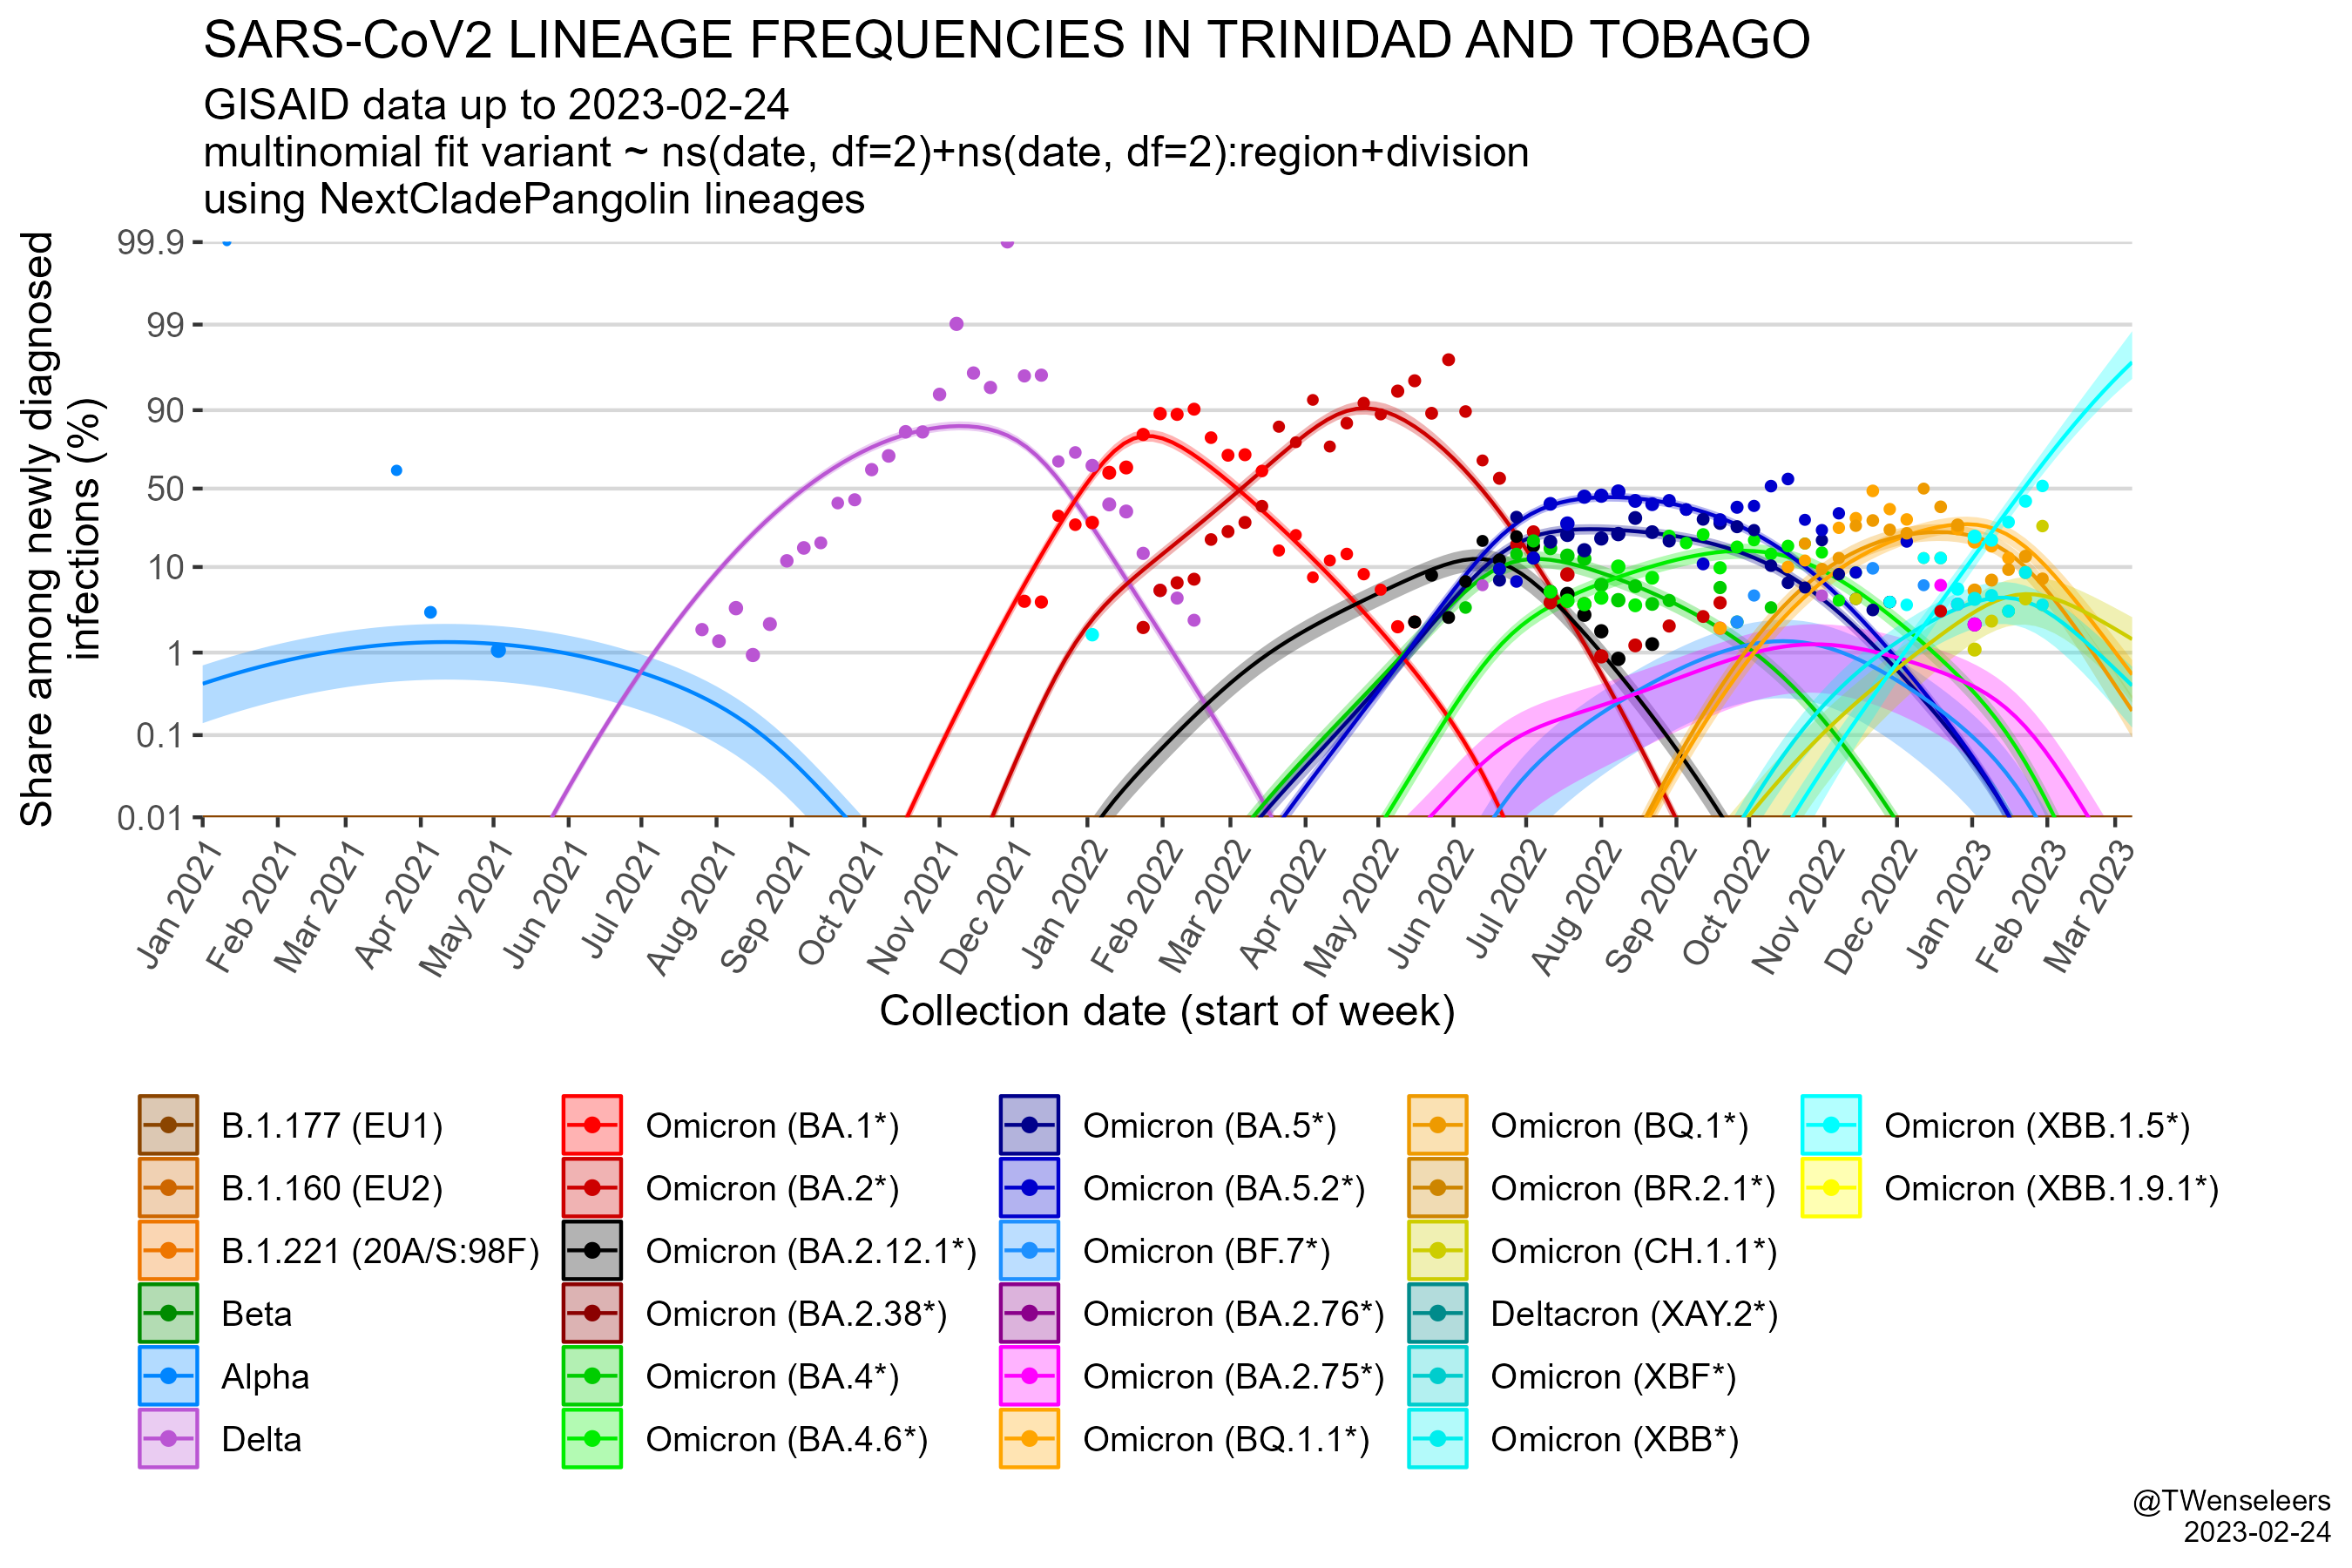 SARS-CoV2 LINEAGE FREQUENCIES IN TRINIDAD AND TOBAGO
GISAID data up to 2023-02-24
multinomial fit variant ~ ns(date, df=2)+ns(date, df=2):region+division
using NextCladePangolin lineages
Share among newly diagnosed
infections (%)
99.9
99
90
50
10
1
0.1
0.01
Jan 2021
Feb 2021
Mar 2021
Apr 2021
May 2021
Jun 2021
Jul 2021
Aug 2021
Sep 2021
Oct 2021
Nov 2021
Dec 2021
Jan 2022
Feb 2022
Mar 2022
Apr 2022
May 2022
Jun 2022
Jul 2022
Aug 2022
Sep 2022
Oct 2022
Nov 2022
Dec 2022
Jan 2023
Feb 2023
Mar 2023
Collection date (start of week)
B.1.177 (EU1)
B.1.160 (EU2)
B.1.221 (20A/S:98F)
Beta
Alpha
Delta
Omicron (BA.1*)
Omicron (BA.2*)
Omicron (BA.2.12.1*)
Omicron (BA.2.38*)
Omicron (BA.4*)
Omicron (BA.4.6*)
Omicron (BA.5*)
Omicron (BA.5.2*)
Omicron (BF.7*)
Omicron (BA.2.76*)
Omicron (BA.2.75*)
Omicron (BQ.1.1*)
Omicron (BQ.1*)
Omicron (BR.2.1*)
Omicron (CH.1.1*)
Deltacron (XAY.2*)
Omicron (XBF*)
Omicron (XBB*)
Omicron (XBB.1.5*)
Omicron (XBB.1.9.1*)
@TWenseleers
2023-02-24